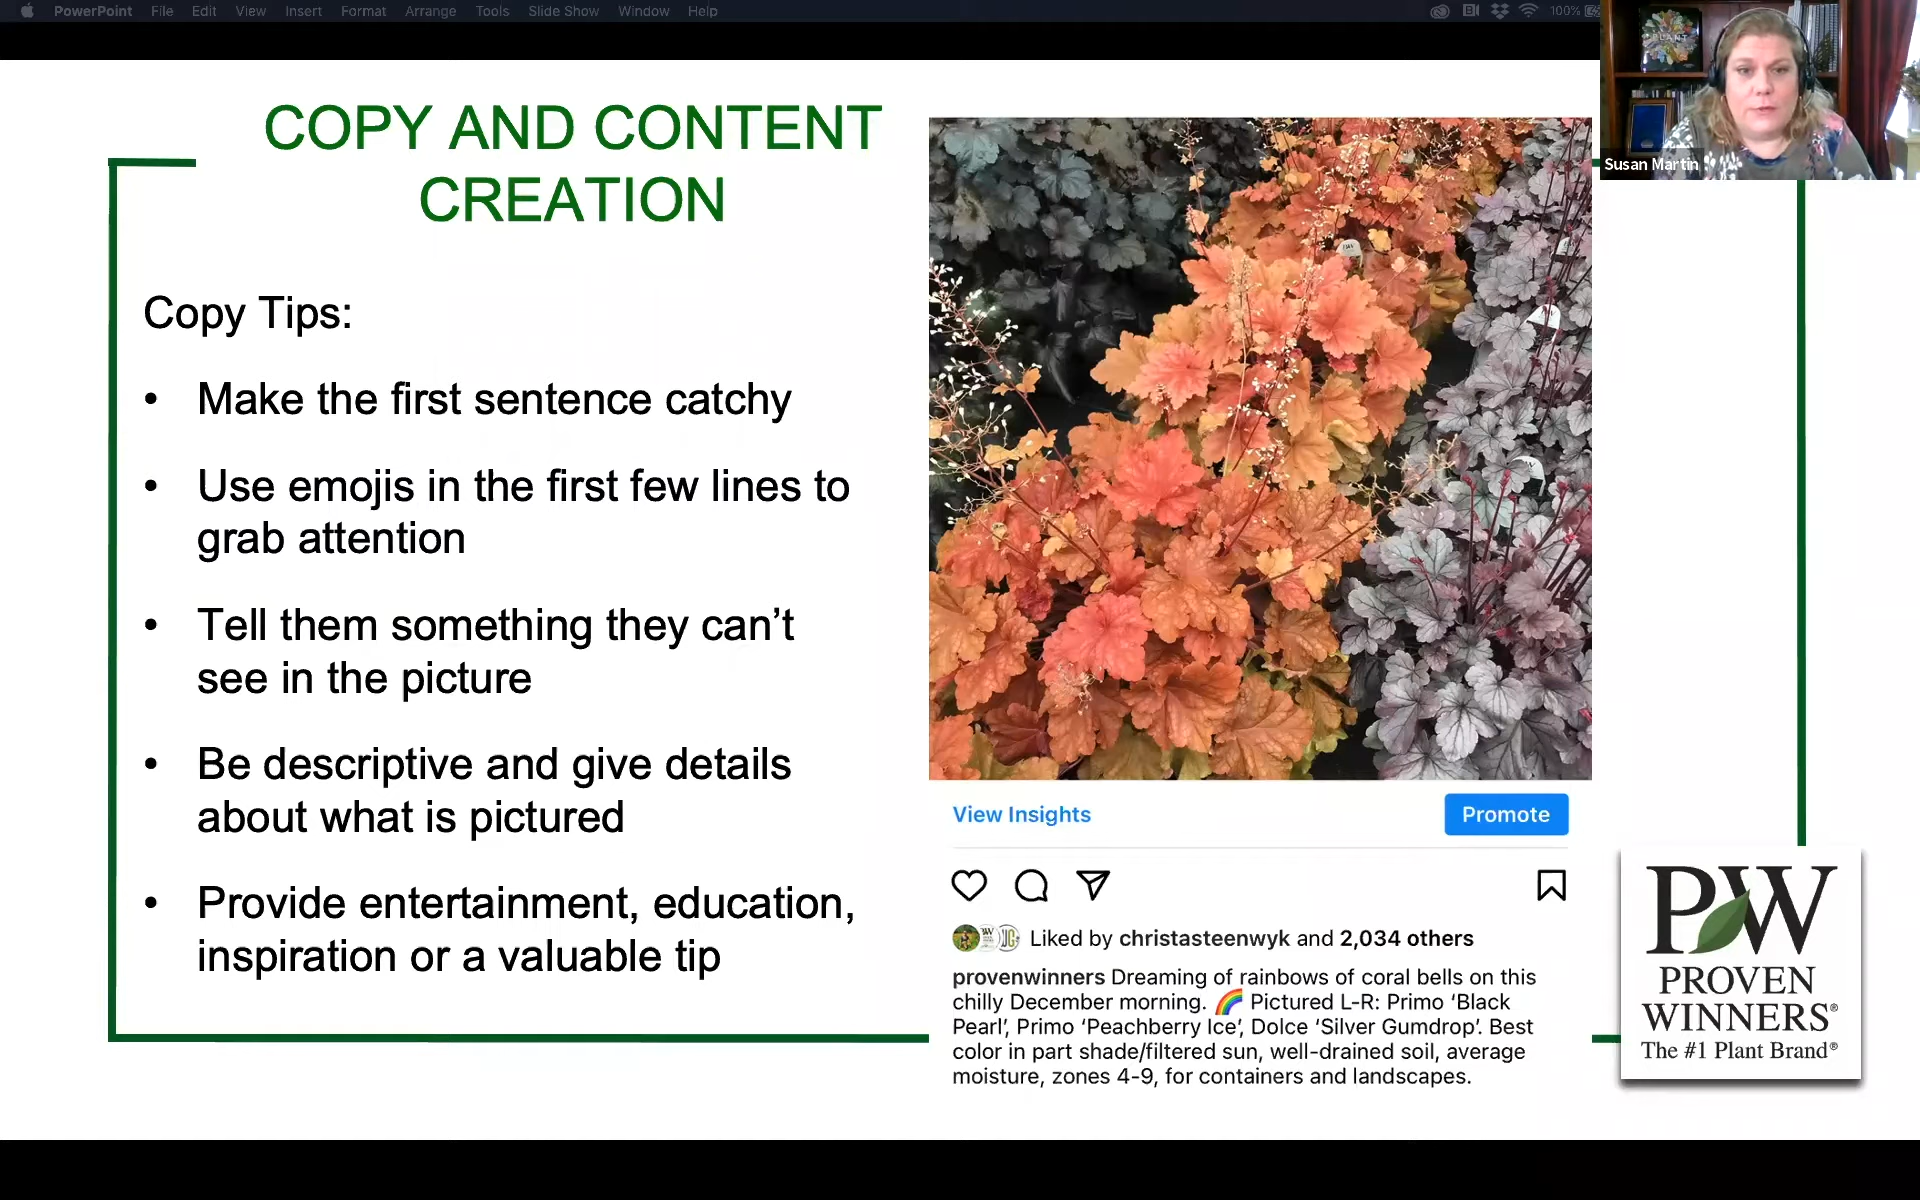 PowerPoint File Edit View Insert Format Arrange Tools Slide Show Window Help 100%
PLANT
Susan Martin
COPY AND CONTENT
CREATION
Copy Tips:
• Make the first sentence catchy
• Use emojis in the first few lines to
grab attention
• Tell them something they can’t
see in the picture
• Be descriptive and give details
about what is pictured
• Provide entertainment, education,
inspiration or a valuable tip
View Insights Promote
Liked by christasteenwyk and 2,034 others
provenwinners Dreaming of rainbows of coral bells on this
chilly December morning. 🌈 Pictured L-R: Primo ‘Black
Pearl’, Primo ‘Peachberry Ice’, Dolce ‘Silver Gumdrop’. Best
color in part shade/filtered sun, well-drained soil, average
moisture, zones 4-9, for containers and landscapes.
PW
PROVEN
WINNERS®
The #1 Plant Brand®